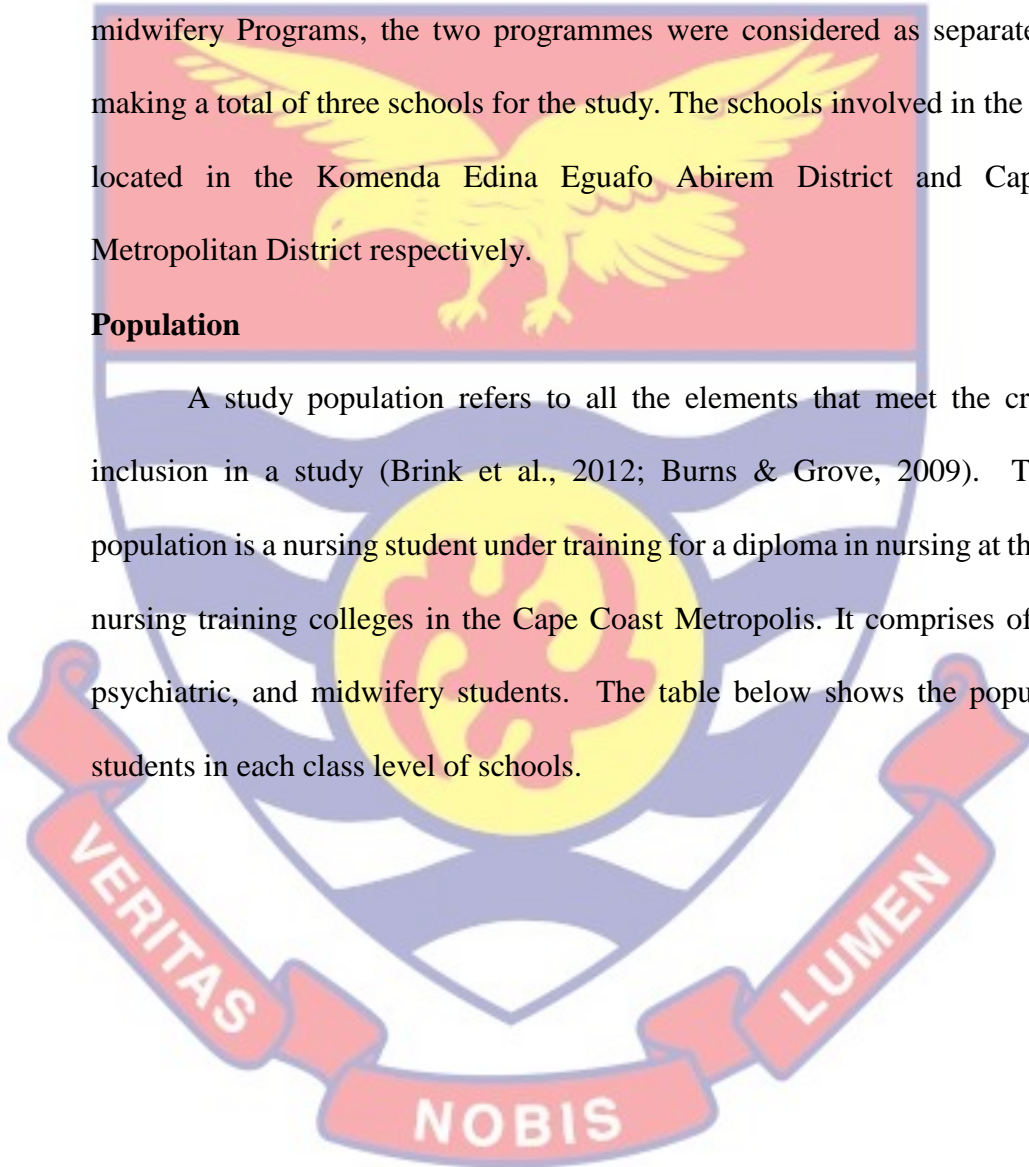 midwifery Programs, the two programmes were considered as separate
making a total of three schools for the study. The schools involved in the
located in the Komenda Edina Eguafo Abirem District and Cap
Metropolitan District respectively.
Population
A study population refers to all the elements that meet the cr
inclusion in a study (Brink et al., 2012; Burns & Grove, 2009). T
population is a nursing student under training for a diploma in nursing at th
nursing training colleges in the Cape Coast Metropolis. It comprises of
psychiatric, and midwifery students. The table below shows the popu
students in each class level of schools.
VERITAS
NOBIS
LUMEN